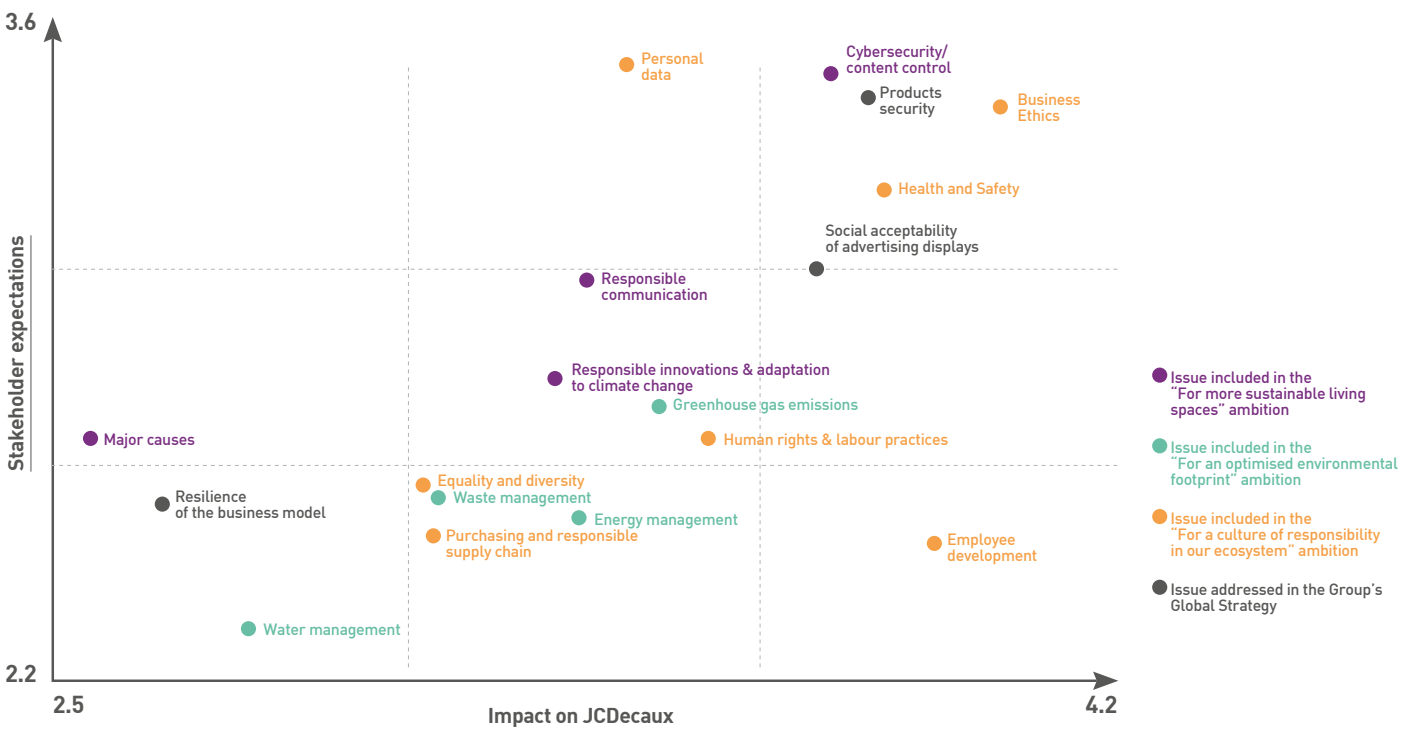 3.6
Personal
data
Cybersecurity/
content control
Products
security
Business
Ethics
Health and Safety
Social acceptability
of advertising displays
Responsible
communication
Stakeholder expectations
Responsible innovations & adaptation
to climate change
Greenhouse gas emissions
Major causes
Human rights & labour practices
Equality and diversity
Waste management
Resilience
of the business model
Energy management
Purchasing and responsible
supply chain
Employee
development
Water management
2.2
2.5
Impact on JCDecaux
4.2
Issue included in the
“For more sustainable living
spaces” ambition
Issue included in the
“For an optimised environmental
footprint” ambition
Issue included in the
“For a culture of responsibility
in our ecosystem” ambition
Issue addressed in the Group’s
Global Strategy